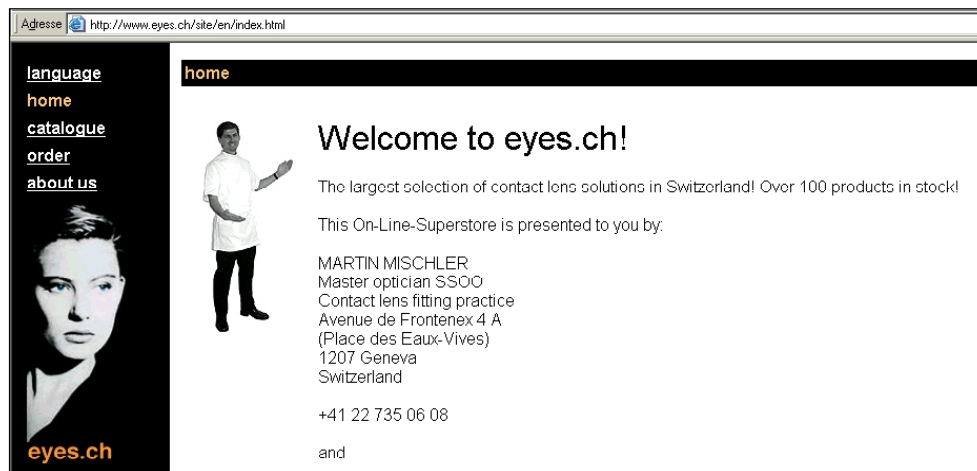 Adresse http://www.eyes.ch/site/en/index.html
language
home
catalogue
order
about us
eyes.ch
home
Welcome to eyes.ch!
The largest selection of contact lens solutions in Switzerland! Over 100 products in stock!
This On-Line-Superstore is presented to you by:
MARTIN MISCHLER
Master optician SSOO
Contact lens fitting practice
Avenue de Frontenex 4 A
(Place des Eaux-Vives)
1207 Geneva
Switzerland
+41 22 735 06 08
and